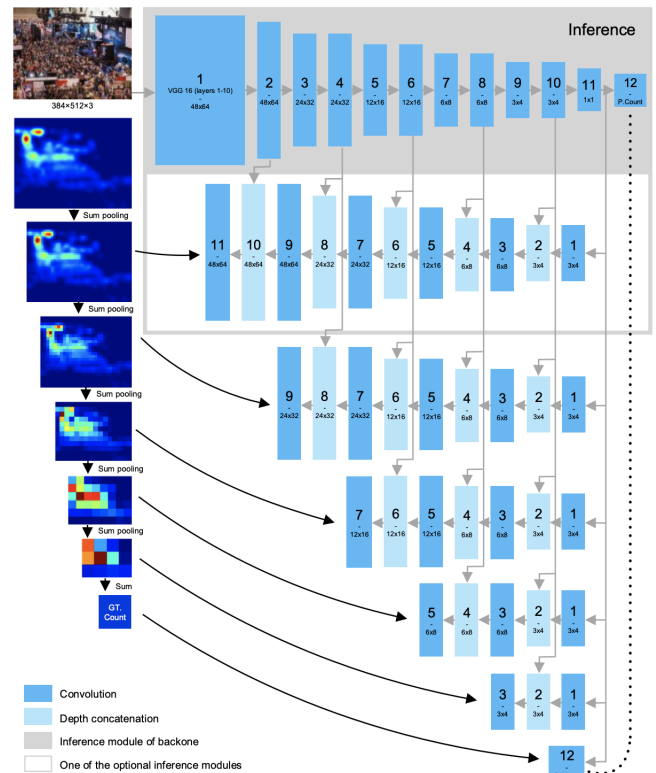 Inference
1
VGG 16 (layers 1-10)
-
48x64
2
-
48x64
3
-
24x32
4
-
24x32
5
-
12x16
6
-
12x16
7
-
6x8
8
-
6x8
9
-
3x4
10
-
3x4
11
-
1x1
12
-
P.Count
384×512×3
Sum pooling
11
-
48x64
10
-
48x64
9
-
48x64
8
-
24x32
7
-
24x32
6
-
12x16
5
-
12x16
4
-
6x8
3
-
6x8
2
-
3x4
1
-
3x4
Sum pooling
9
-
24x32
8
-
24x32
7
-
24x32
6
-
12x16
5
-
12x16
4
-
6x8
3
-
6x8
2
-
3x4
1
-
3x4
Sum pooling
Sum pooling
7
-
12x16
6
-
12x16
5
-
12x16
4
-
6x8
3
-
6x8
2
-
3x4
1
-
3x4
Sum pooling
Sum
GT.
Count
5
-
6x8
4
-
6x8
3
-
6x8
2
-
3x4
1
-
3x4
3
-
3x4
2
-
3x4
1
-
3x4
12
-
Convolution
Depth concatenation
Inference module of backone
One of the optional inference modules